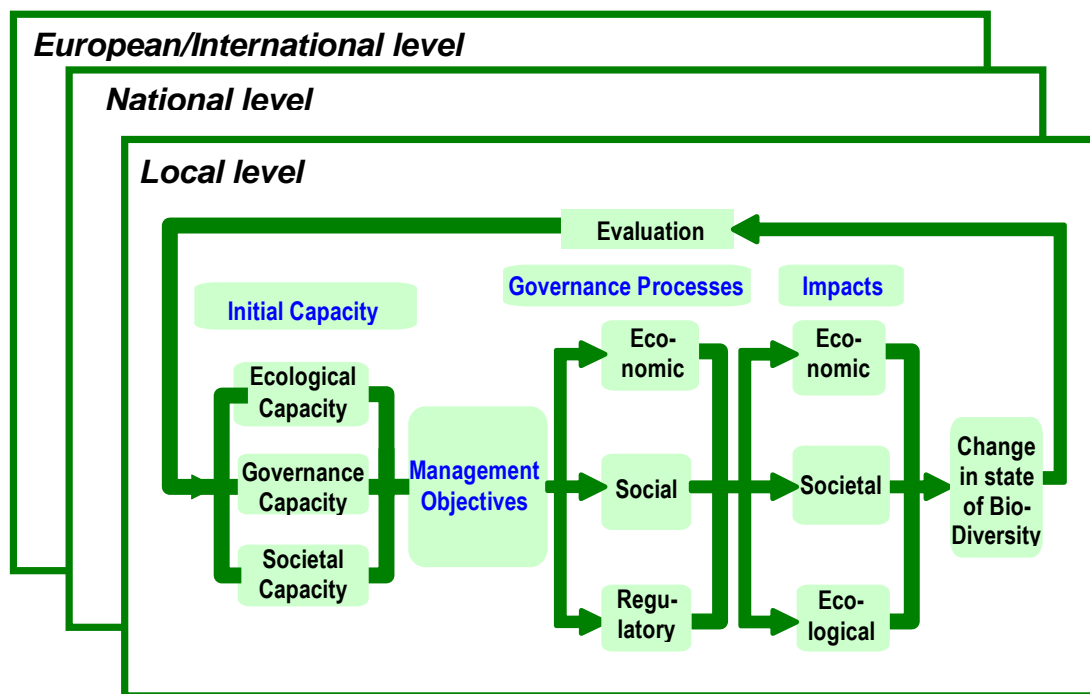 European/International level
National level
Local level
Evaluation
Governance Processes
Impacts
Initial Capacity
Eco-
nomic
Eco-
nomic
Ecological
Capacity
Governance
Capacity
Management
Objectives
Social
Societal
Change
in state
of Bio-
Diversity
Societal
Capacity
Regu-
latory
Eco-
logical